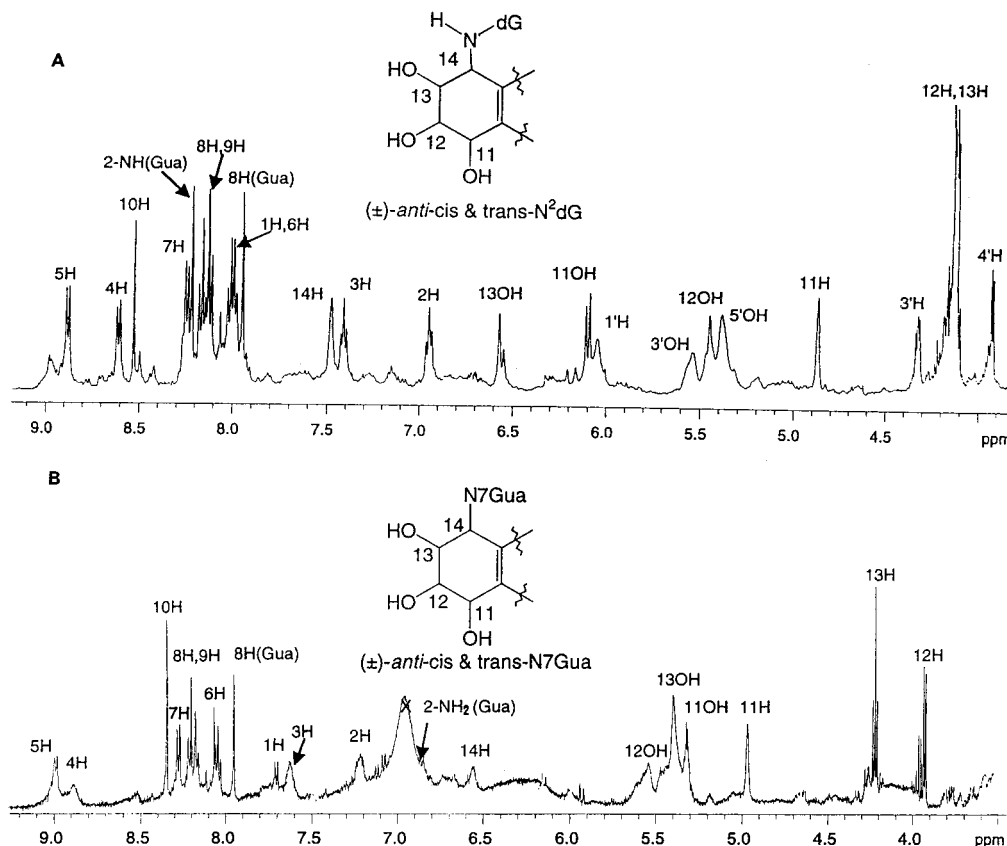 A
H
dG
N
14
HO
13
HO
12
11
OH
(±)-anti-cis & trans-N²dG
12H,13H
8H,9H
2-NH(Gua)
8H(Gua)
10H
1H,6H
7H
5H
4H
14H
3H
2H
13OH
11OH
1'H
12OH
5'OH
3'OH
11H
3'H
4'H
9.0 8.5 8.0 7.5 7.0 6.5 6.0 5.5 5.0 4.5 ppm
B
N7Gua
14
HO
13
HO
12
11
OH
(±)-anti-cis & trans-N7Gua
13H
10H
8H,9H
8H(Gua)
12H
6H
7H
13OH
5H
4H
1H
3H
2H
2-NH₂ (Gua)
14H
12OH
11OH
11H
9.0 8.5 8.0 7.5 7.0 6.5 6.0 5.5 5.0 4.5 4.0 ppm